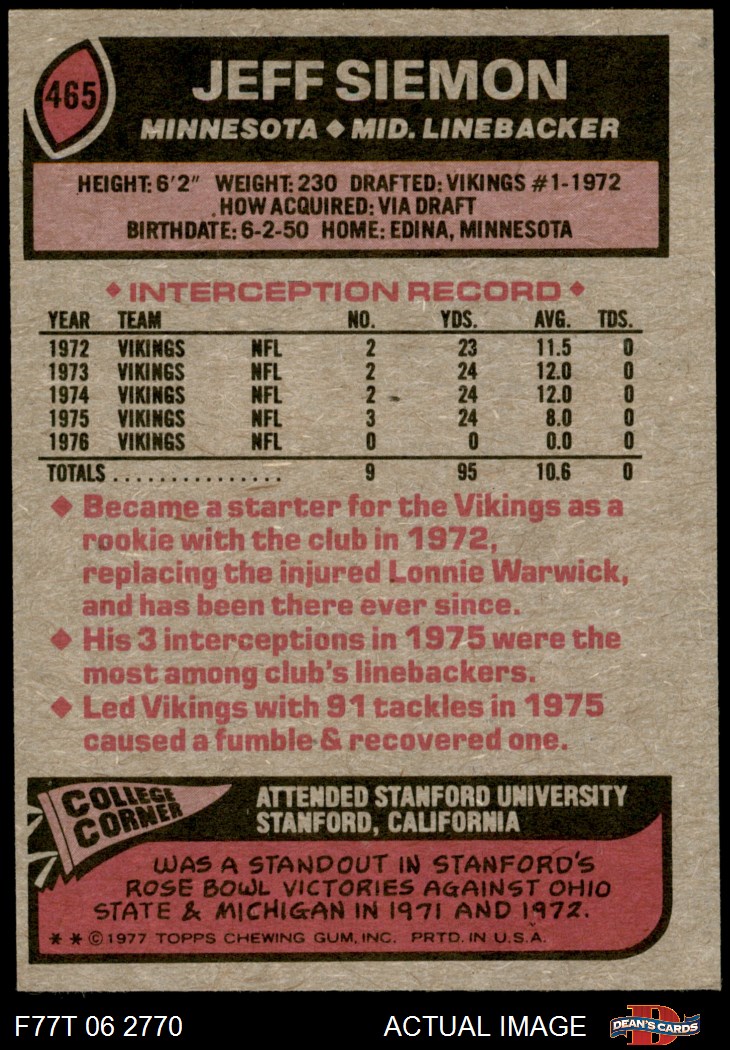 465
JEFF SIEMON
MINNESOTA ◆ MID. LINEBACKER
HEIGHT: 6'2" WEIGHT: 230 DRAFTED: VIKINGS #1-1972
HOW ACQUIRED: VIA DRAFT
BIRTHDATE: 6-2-50 HOME: EDINA, MINNESOTA
◆ INTERCEPTION RECORD ◆
YEAR TEAM NO. YDS. AVG. TDS.
1972 VIKINGS NFL 2 23 11.5 0
1973 VIKINGS NFL 2 24 12.0 0
1974 VIKINGS NFL 2 24 12.0 0
1975 VIKINGS NFL 3 24 8.0 0
1976 VIKINGS NFL 0 0 0.0 0
TOTALS ................ 9 95 10.6 0
◆ Became a starter for the Vikings as a
rookie with the club in 1972,
replacing the injured Lonnie Warwick,
and has been there ever since.
◆ His 3 interceptions in 1975 were the
most among club's linebackers.
◆ Led Vikings with 91 tackles in 1975
caused a fumble & recovered one.
COLLEGE
CORNER
ATTENDED STANFORD UNIVERSITY
STANFORD, CALIFORNIA
WAS A STANDOUT IN STANFORD'S
ROSE BOWL VICTORIES AGAINST OHIO
STATE & MICHIGAN IN 1971 AND 1972.
* * © 1977 TOPPS CHEWING GUM, INC. PRTD. IN U.S.A.
F77T 06 2770 ACTUAL IMAGE
D
DEAN'S CARDS